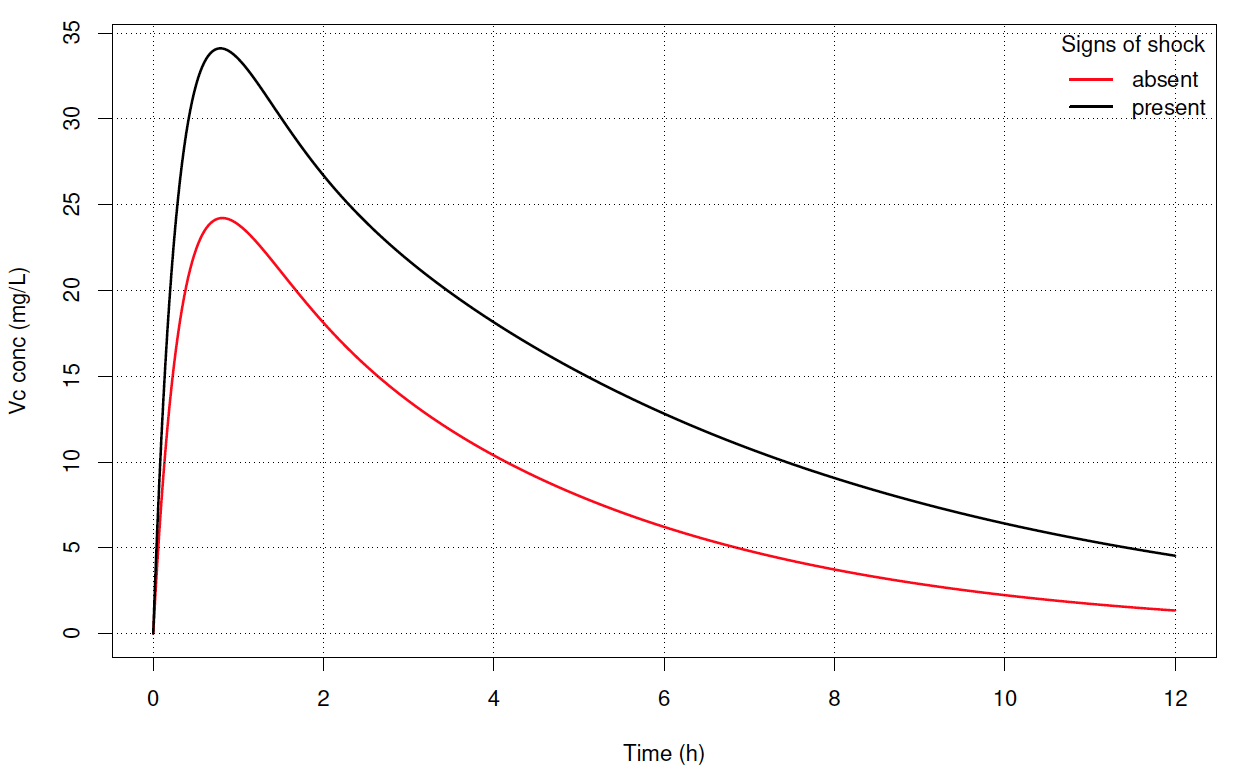 Signs of shock
absent
present
Vc conc (mg/L)
35
30
25
20
15
10
5
0
0 2 4 6 8 10 12
Time (h)